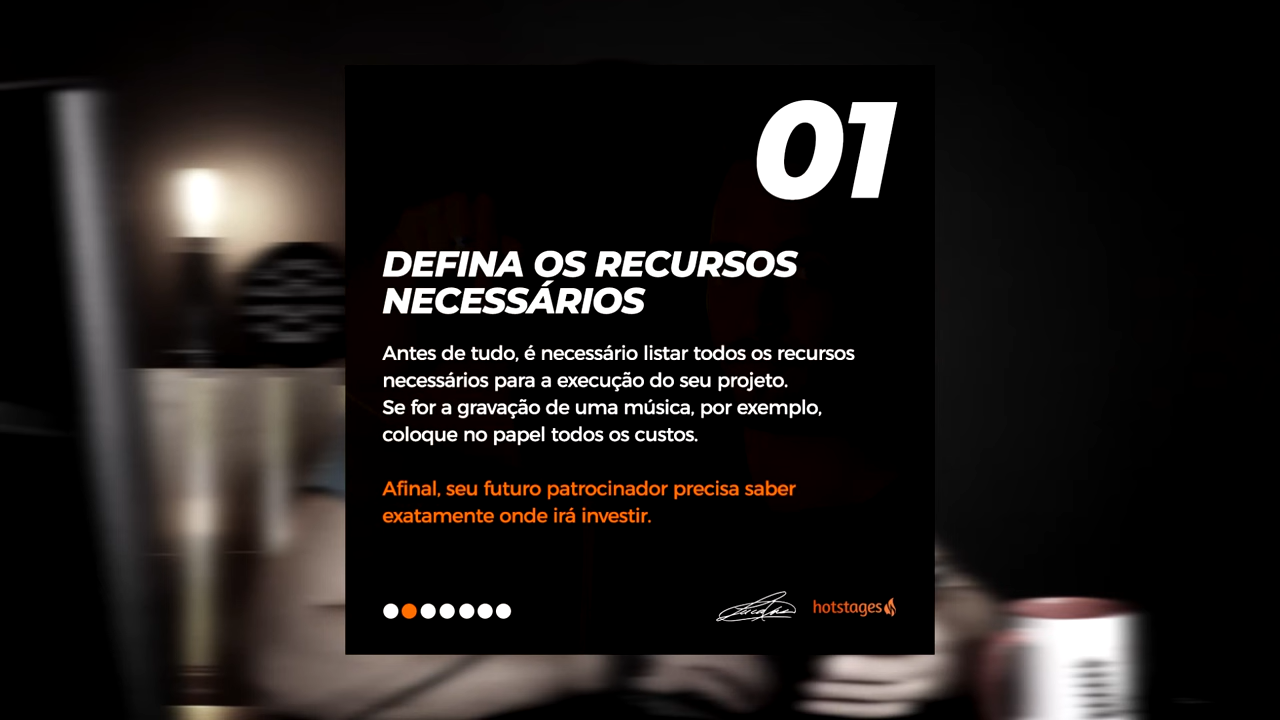 01
DEFINA OS RECURSOS
NECESSÁRIOS
Antes de tudo, é necessário listar todos os recursos
necessários para a execução do seu projeto.
Se for a gravação de uma música, por exemplo,
coloque no papel todos os custos.
Afinal, seu futuro patrocinador precisa saber
exatamente onde irá investir.
hotstages